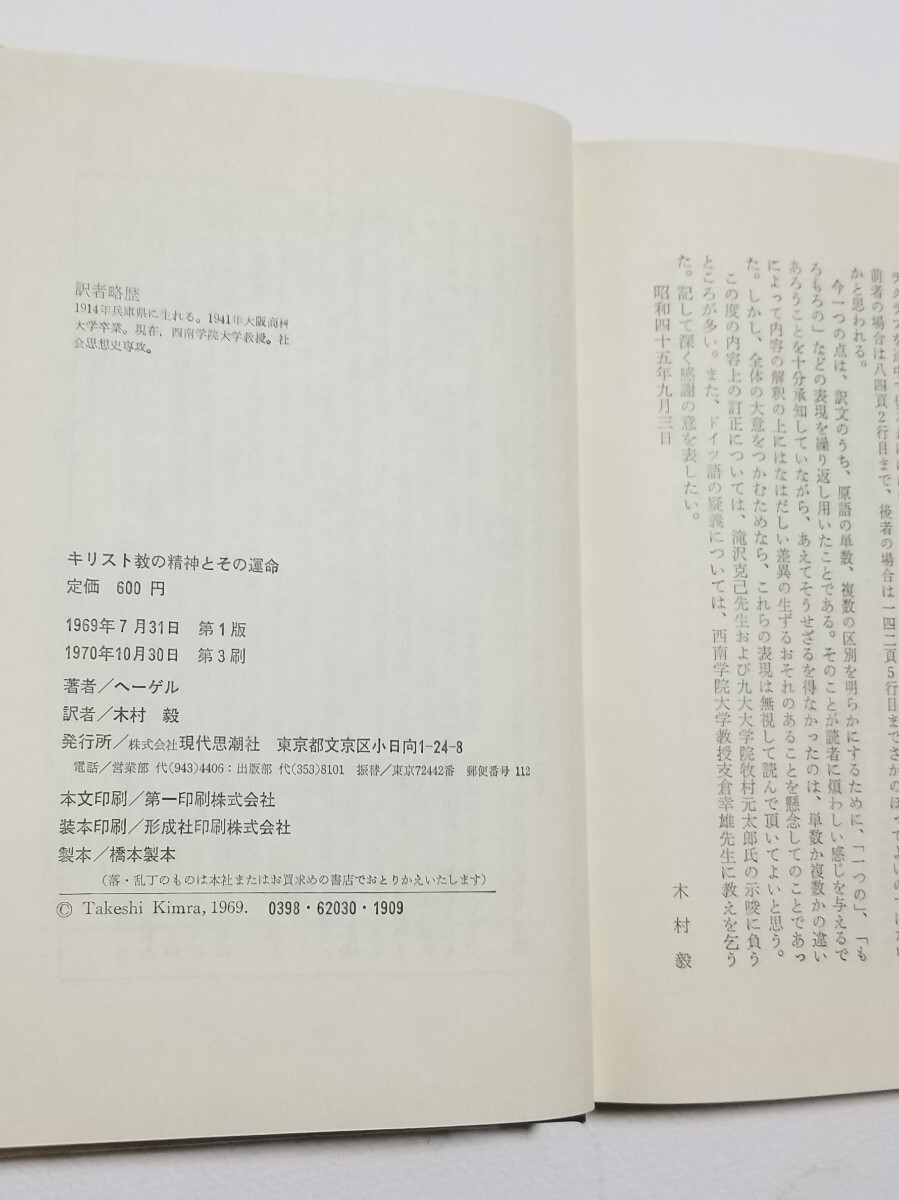 訳者略歴
1914年兵庫県に生れる。1941年大阪商科
大学卒業。現在,西南学院大学教授。社
会思想史専攻。
キリスト教の精神とその運命
定価 600円
1969年7月31日 第1版
1970年10月30日 第3刷
著者/ヘーゲル
訳者/木村 毅
発行所/株式会社現代思潮社 東京都文京区小日向1-24-8
電話/営業部 代(943)4406:出版部 代(353)8101 振替/東京72442番 郵便番号112
本文印刷/第一印刷株式会社
装本印刷/形成社印刷株式会社
製本/橋本製本
(落・乱丁のものは本社またはお買求めの書店でおとりかえいたします)
© Takeshi Kimra, 1969. 0398・62030・1909
前者の場合は八四頁2行目まで、後者の場合は一四二頁5行目までさかのぼってよいのではない
かと思われる。
今一つの点は、訳文のうち、原語の単数、複数の区別を明らかにするために、「一つの」、「も
ろもろの」などの表現を繰り返し用いたことである。そのことが読者に煩わしい感じを与えるで
あろうことを十分承知していながら、あえてそうせざるを得なかったのは、単数か複数かの違い
によって内容の解釈の上にはなはだしい差異の生ずるおそれのあることを懸念してのことであっ
た。しかし、全体の大意をつかむためなら、これらの表現は無視して読んで頂いてよいと思う。
この度の内容上の訂正については、滝沢克己先生および九大大学院牧村元太郎氏の示唆に負う
ところが多い。また、ドイツ語の疑義については、西南学院大学教授支倉幸雄先生に教えを乞う
た。記して深く感謝の意を表したい。
昭和四十五年九月三日
木村毅